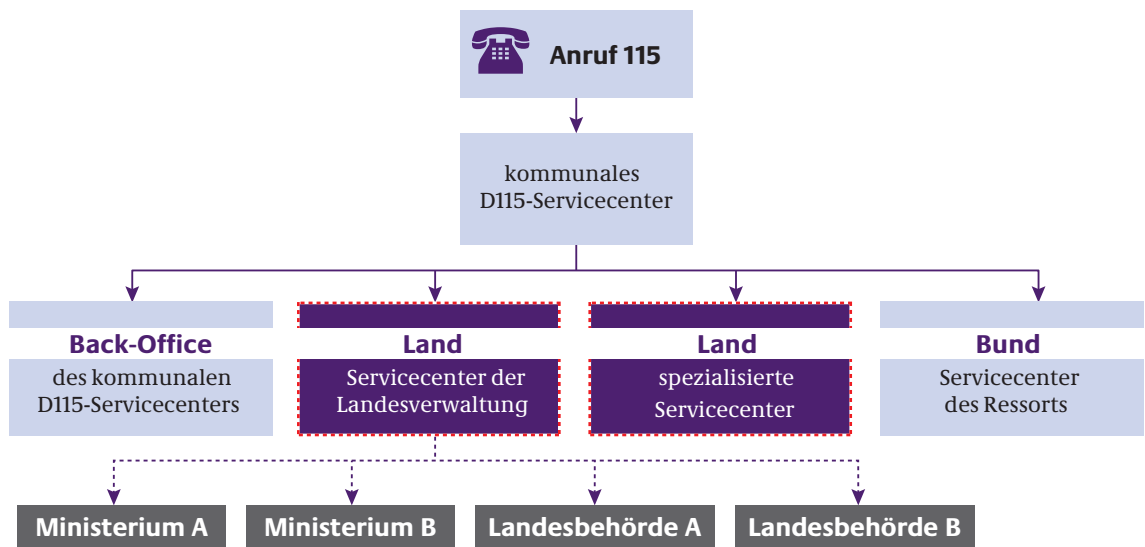 Anruf 115
kommunales
D115-Servicecenter
Back-Office
des kommunalen
D115-Servicecenters
Land
Servicecenter der
Landesverwaltung
Land
spezialisierte
Servicecenter
Bund
Servicecenter
des Ressorts
Ministerium A
Ministerium B
Landesbehörde A
Landesbehörde B